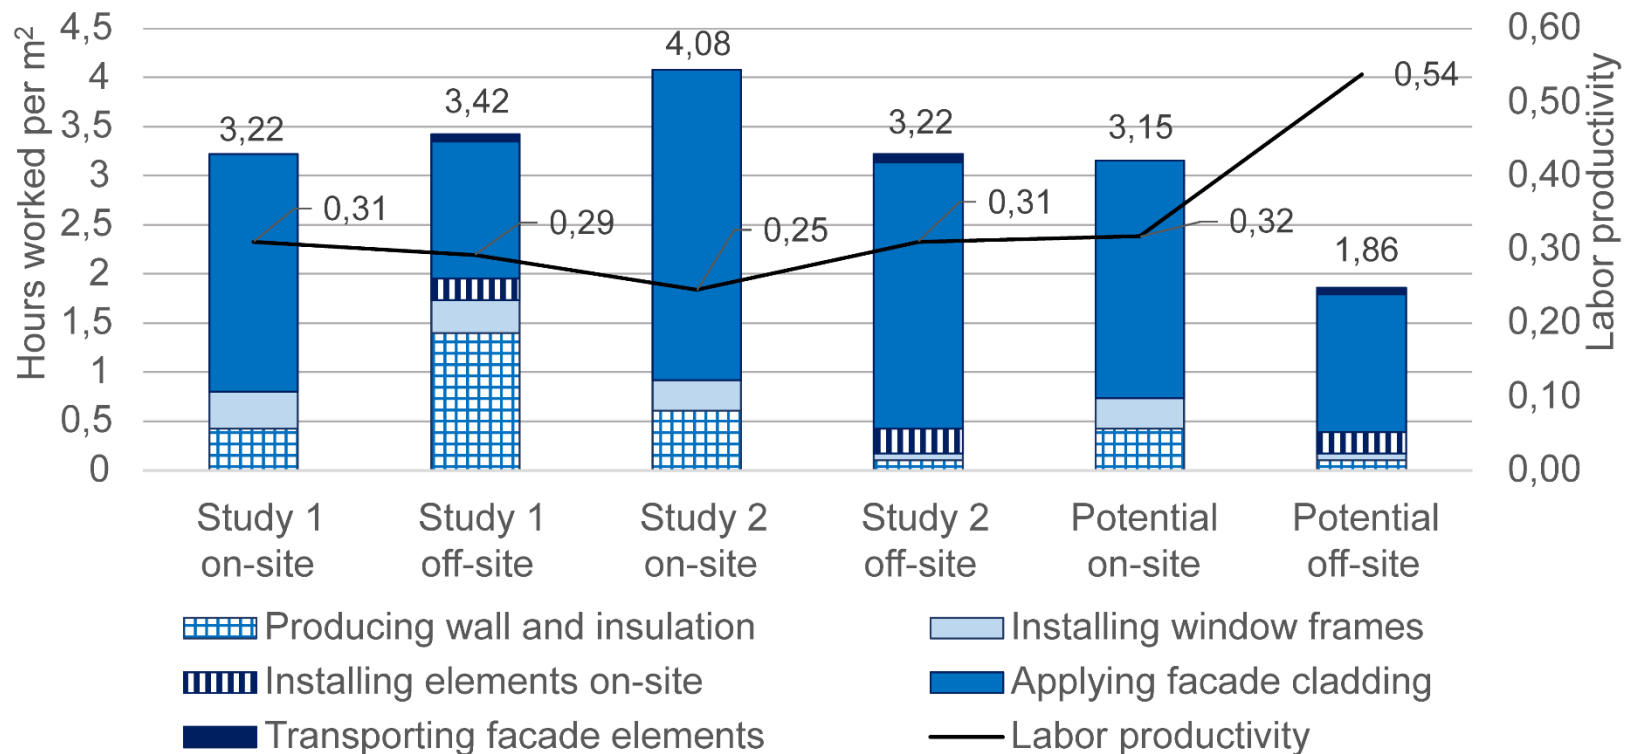 Hours worked per m²
4,5
4
3,5
3
2,5
2
1,5
1
0,5
0
3,22
3,42
4,08
3,22
3,15
1,86
0,31
0,29
0,25
0,31
0,32
0,54
0,60
0,50
0,40
0,30
0,20
0,10
0,00
Labor productivity
Study 1
on-site
Study 1
off-site
Study 2
on-site
Study 2
off-site
Potential
on-site
Potential
off-site
Producing wall and insulation
Installing window frames
Installing elements on-site
Applying facade cladding
Transporting facade elements
Labor productivity